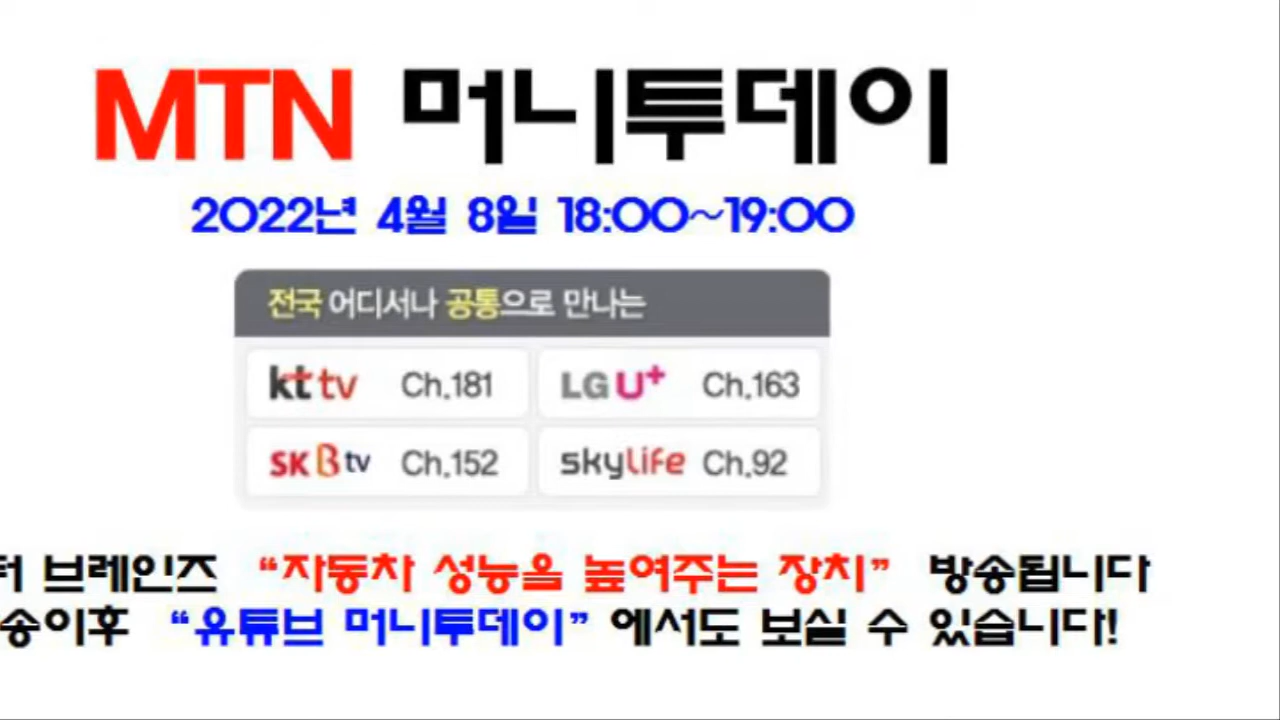 MTN 머니투데이
2022년 4월 8일 18:00~19:00
전국 어디서나 공통으로 만나는
kt tv Ch.181 LG U+ Ch.163
SK B tv Ch.152 skylife Ch.92
브레인즈 “자동차 성능을 높여주는 장치” 방송됩니다
송이후 “유튜브 머니투데이” 에서도 보실 수 있습니다!